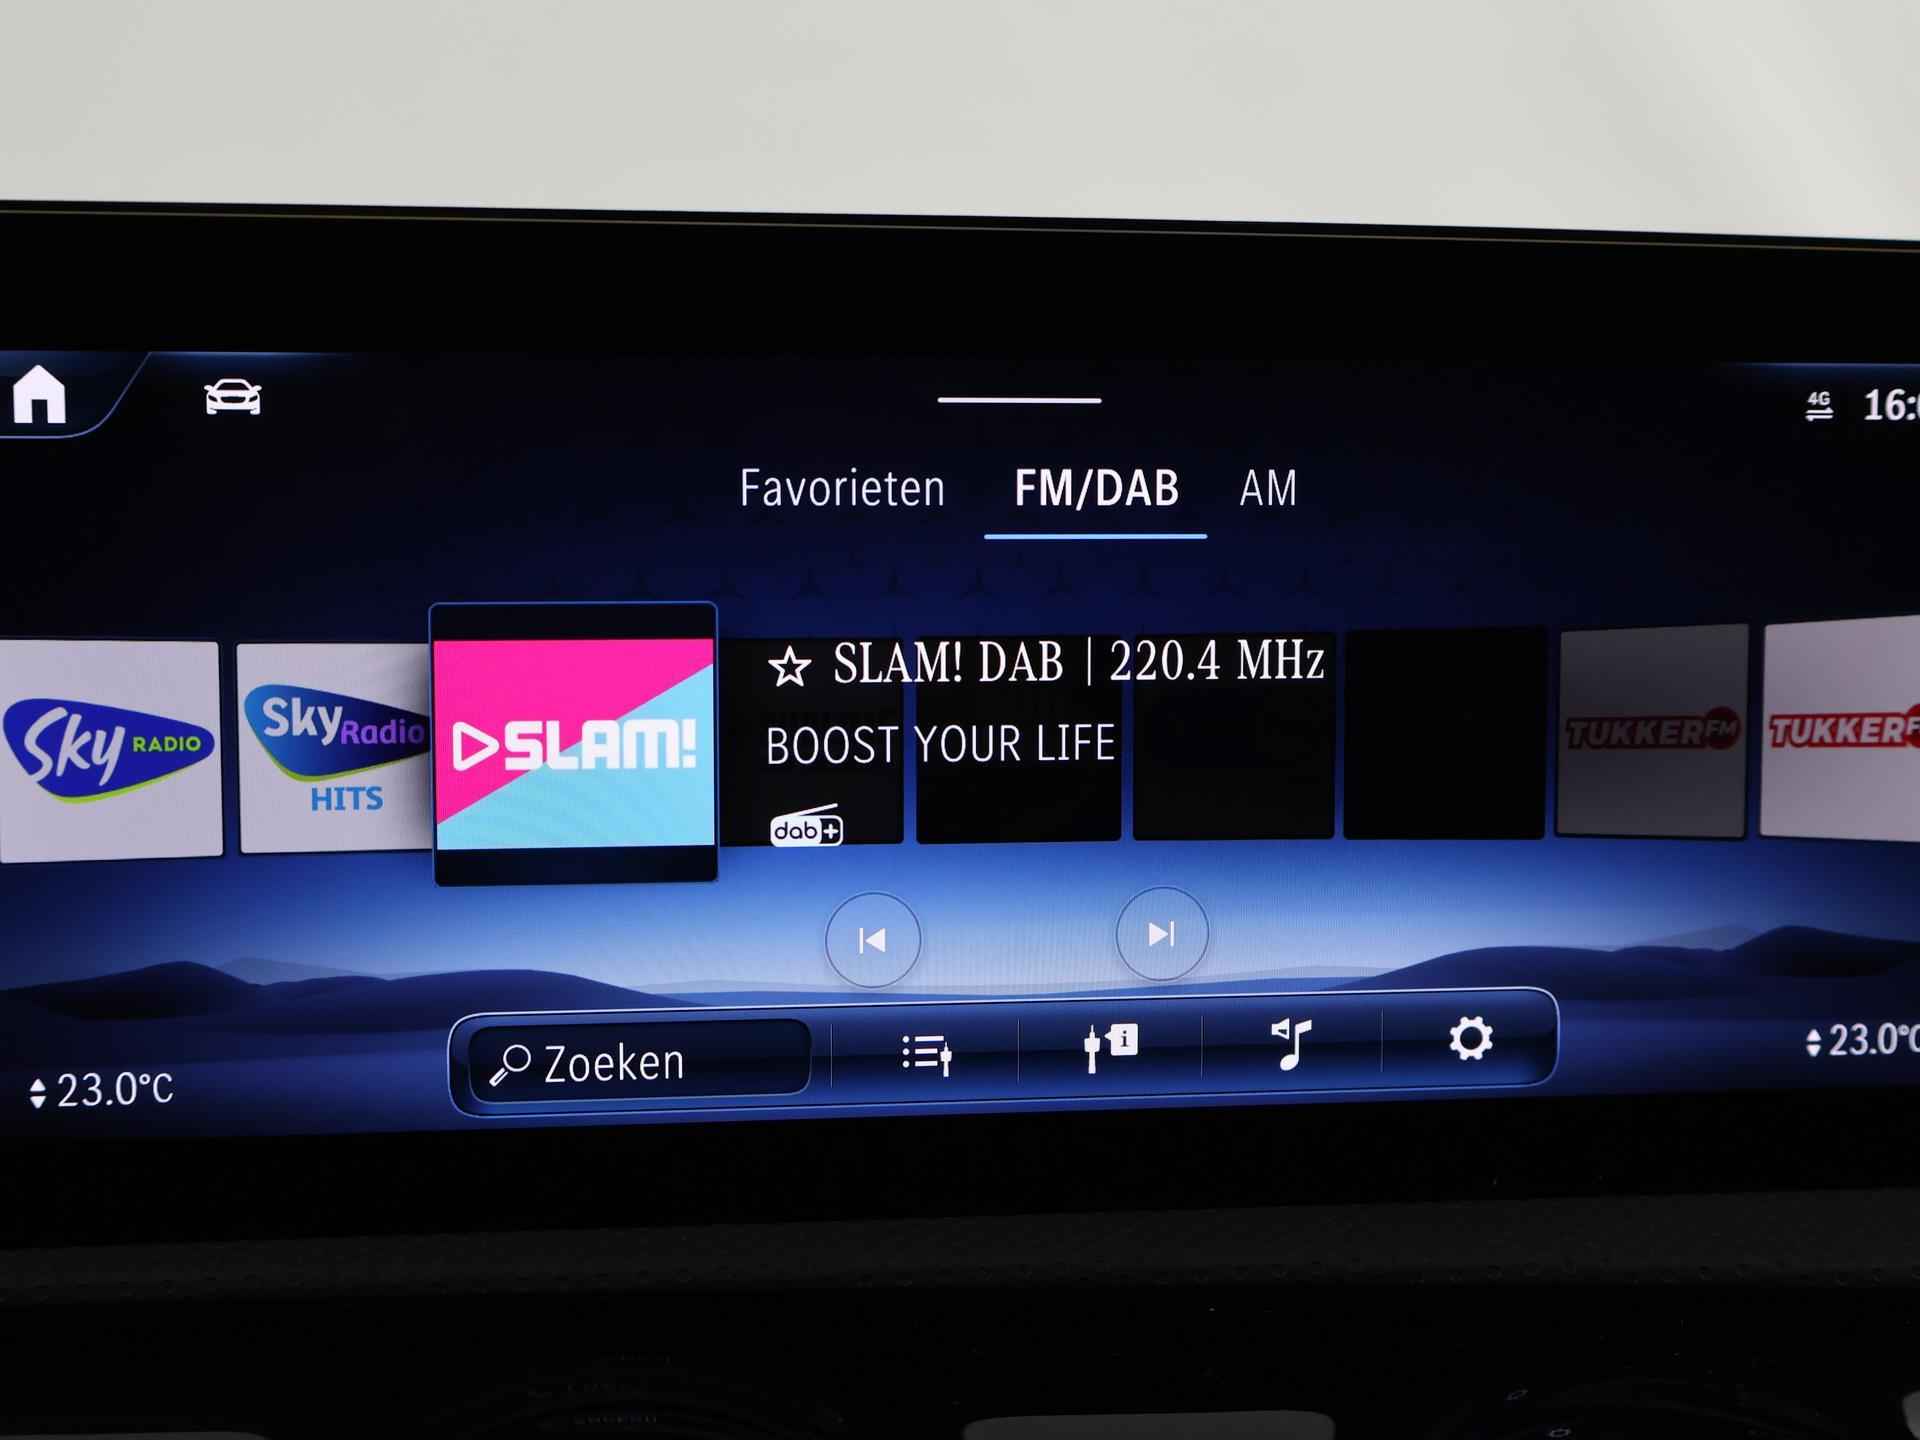 4G
16:
Favorieten FM/DAB AM
Sky RADIO
Sky Radio
HITS
SLAM!
SLAM! DAB | 220.4 MHz
BOOST YOUR LIFE
dab+
TUKKER FM
TUKKER F
Zoeken
i
23.0°C
23.0°C